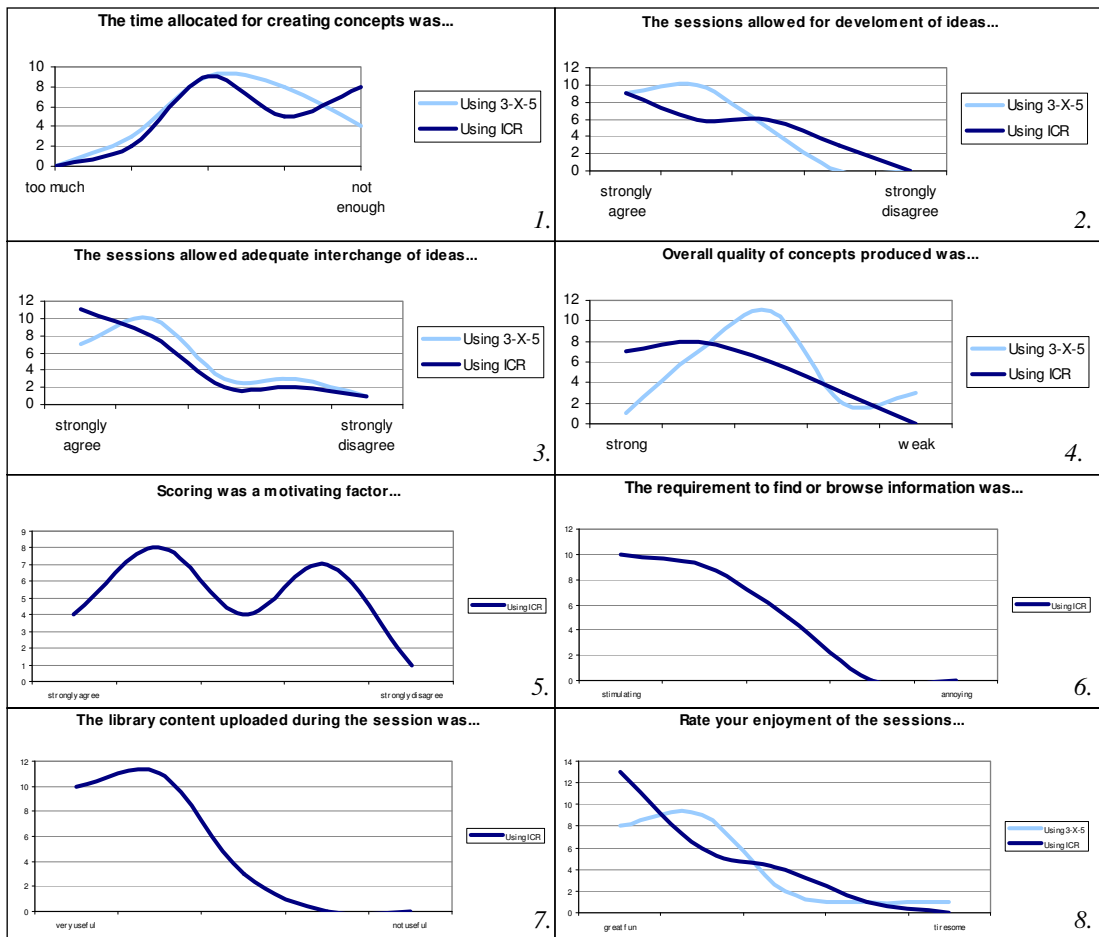 The time allocated for creating concepts was...
10
8
6
4
2
0
too much
not
enough
Using 3-X-5
Using ICR
1.
The sessions allowed for develoment of ideas...
12
10
8
6
4
2
0
strongly
agree
strongly
disagree
Using 3-X-5
Using ICR
2.
The sessions allowed adequate interchange of ideas...
12
10
8
6
4
2
0
strongly
agree
strongly
disagree
Using 3-X-5
Using ICR
3.
Overall quality of concepts produced was...
12
10
8
6
4
2
0
strong
weak
Using 3-X-5
Using ICR
4.
Scoring was a motivating factor...
9
8
7
6
5
4
3
2
1
0
strongly agree
strongly disagree
Using ICR
5.
The requirement to find or browse information was...
12
10
8
6
4
2
0
stimulating
annoying
Using ICR
6.
The library content uploaded during the session was...
12
10
8
6
4
2
0
very useful
not useful
Using ICR
7.
Rate your enjoyment of the sessions...
14
12
10
8
6
4
2
0
great fun
tiresome
Using 3-X-5
Using ICR
8.